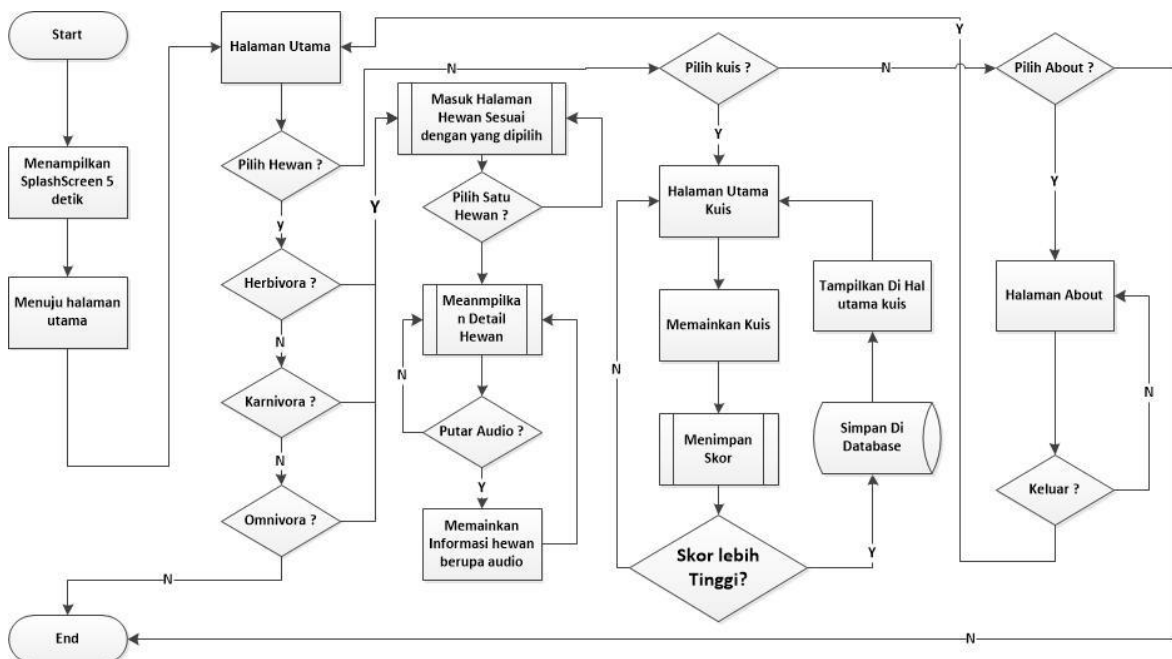 Start
Menampilkan
SplashScreen 5
detik
Menuju halaman
utama
Halaman Utama
Pilih Hewan ?
y
Herbivora ?
N
Karnivora ?
N
Omnivora ?
N
End
N
Y
Masuk Halaman
Hewan Sesuai
dengan yang dipilih
Pilih Satu
Hewan ?
Meanmpilka
n Detail
Hewan
N
Putar Audio ?
Y
Memainkan
Informasi hewan
berupa audio
Pilih kuis ?
N
Y
Halaman Utama
Kuis
Memainkan Kuis
N
Menimpan
Skor
Skor lebih
Tinggi?
Y
Simpan Di
Database
Tampilkan Di Hal
utama kuis
Y
Pilih About ?
Y
Halaman About
N
Keluar ?
N